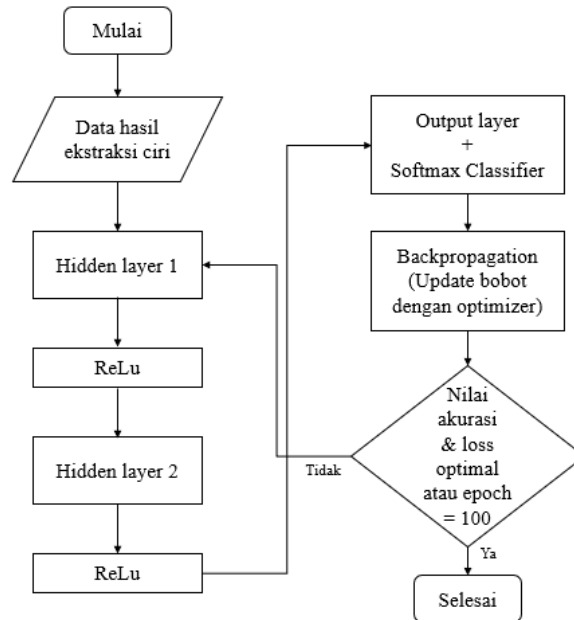 Mulai
Data hasil
ekstraksi ciri
Hidden layer 1
ReLu
Hidden layer 2
ReLu
Output layer
+
Softmax Classifier
Backpropagation
(Update bobot
dengan optimizer)
Nilai
akurasi
& loss
optimal
atau epoch
= 100
Tidak
Ya
Selesai